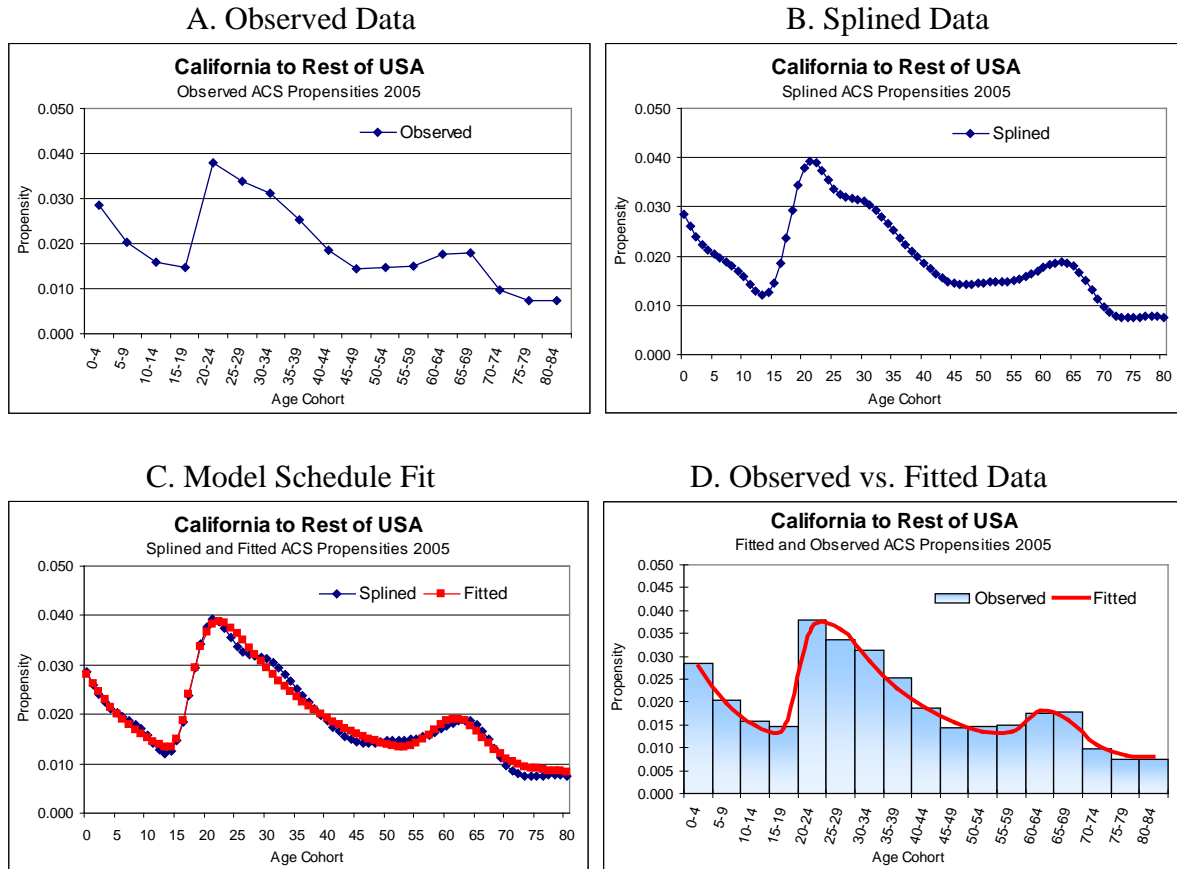 A. Observed Data
California to Rest of USA
Observed ACS Propensities 2005
0.050
0.040
0.030
0.020
0.010
0.000
Propensity
Observed
0-4
5-9
10-14
15-19
20-24
25-29
30-34
35-39
40-44
45-49
50-54
55-59
60-64
65-69
70-74
75-79
80-84
Age Cohort
B. Splined Data
California to Rest of USA
Splined ACS Propensities 2005
0.050
0.040
0.030
0.020
0.010
0.000
Propensity
Splined
0 5 10 15 20 25 30 35 40 45 50 55 60 65 70 75 80
Age Cohort
C. Model Schedule Fit
California to Rest of USA
Splined and Fitted ACS Propensities 2005
0.050
0.040
0.030
0.020
0.010
0.000
Propensity
Splined Fitted
0 5 10 15 20 25 30 35 40 45 50 55 60 65 70 75 80
Age Cohort
D. Observed vs. Fitted Data
California to Rest of USA
Fitted and Observed ACS Propensities 2005
0.050
0.045
0.040
0.035
0.030
0.025
0.020
0.015
0.010
0.005
0.000
Propensity
Observed Fitted
0-4
5-9
10-14
15-19
20-24
25-29
30-34
35-39
40-44
45-49
50-54
55-59
60-64
65-69
70-74
75-79
80-84
Age Cohort